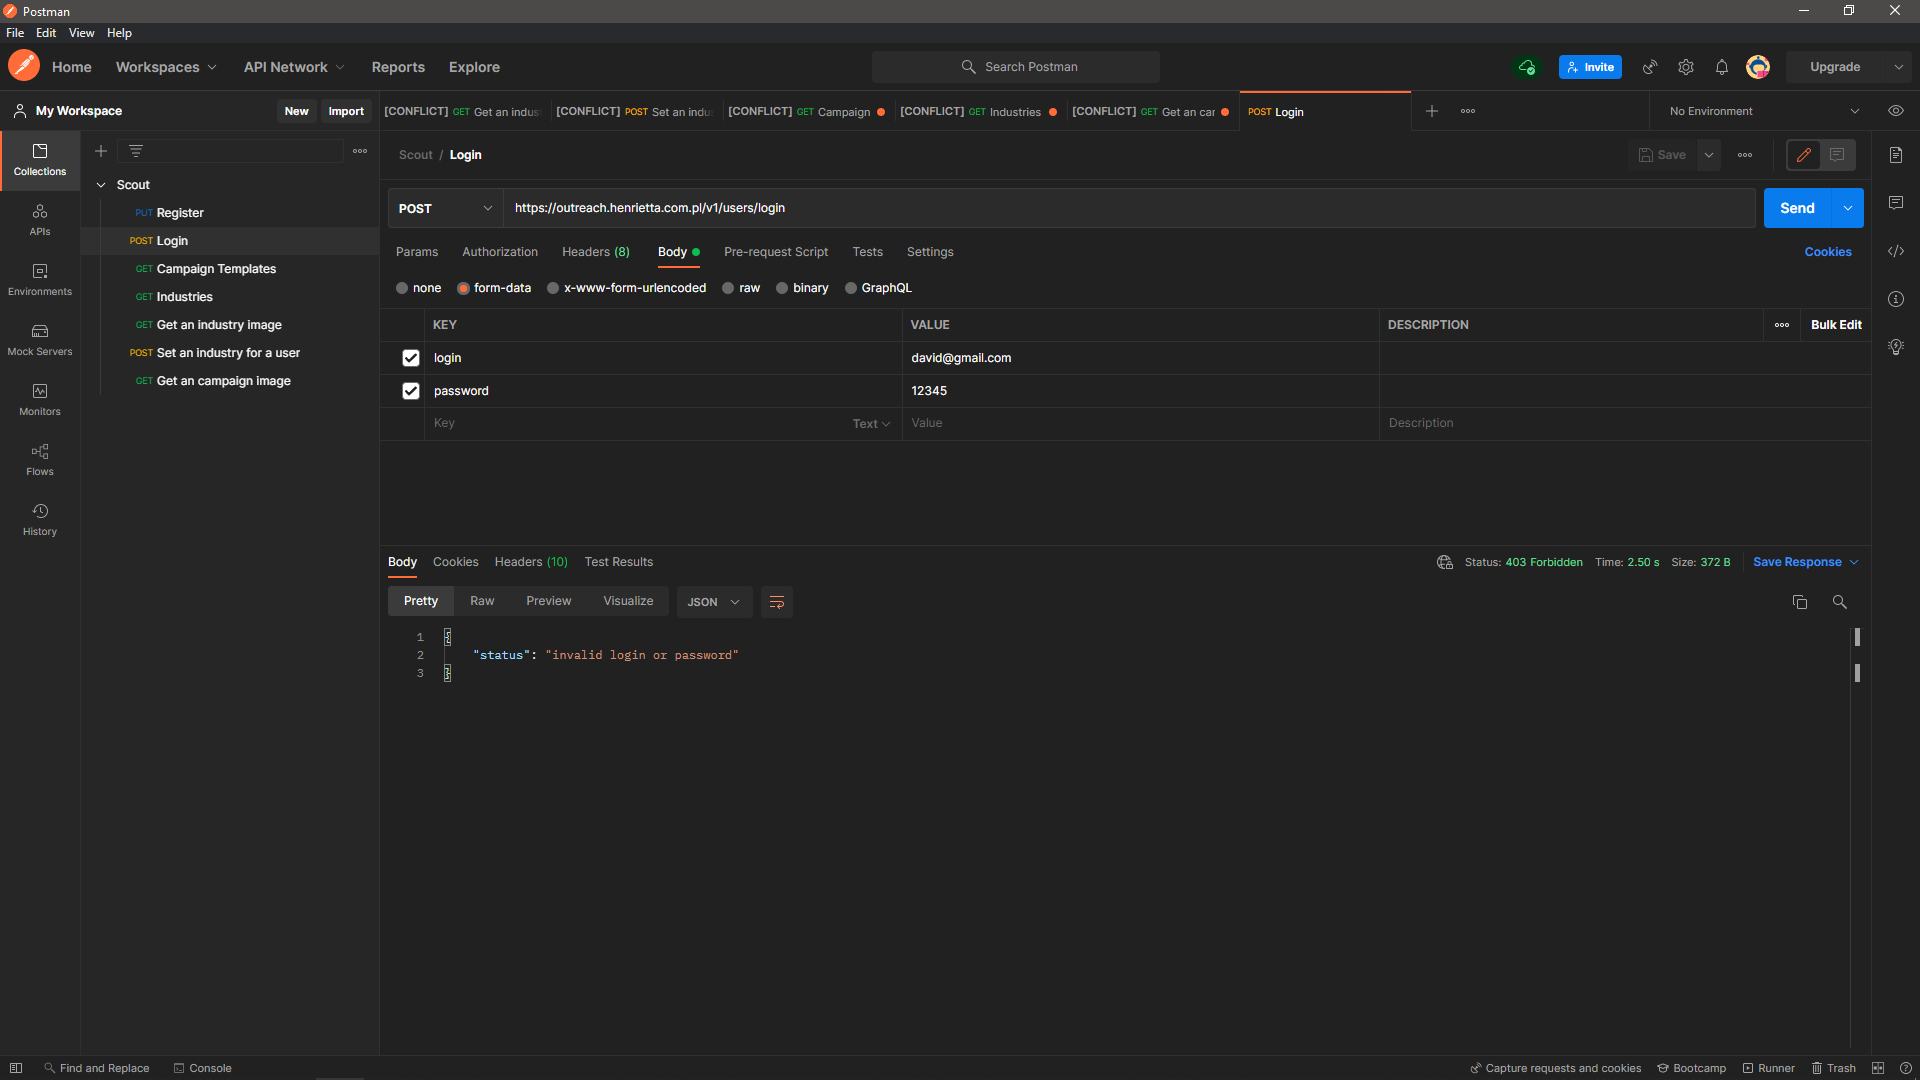 Postman
File Edit View Help
Home Workspaces API Network Reports Explore Search Postman Invite Upgrade
My Workspace New Import
[CONFLICT] GET Get an indus [CONFLICT] POST Set an indu [CONFLICT] GET Campaign [CONFLICT] GET Industries [CONFLICT] GET Get an car POST Login No Environment
Collections
APIs
Environments
Mock Servers
Monitors
Flows
History
Scout
PUT Register
POST Login
GET Campaign Templates
GET Industries
GET Get an industry image
POST Set an industry for a user
GET Get an campaign image
Scout / Login Save
POST https://outreach.henrietta.com.pl/v1/users/login Send
Params Authorization Headers (8) Body Pre-request Script Tests Settings Cookies
none form-data x-www-form-urlencoded raw binary GraphQL
KEY VALUE DESCRIPTION Bulk Edit
login david@gmail.com
password 12345
Key Text Value Description
Body Cookies Headers (10) Test Results Status: 403 Forbidden Time: 2.50 s Size: 372 B Save Response
Pretty Raw Preview Visualize JSON
1 {
2 "status": "invalid login or password"
3 }
Find and Replace Console Capture requests and cookies Bootcamp Runner Trash